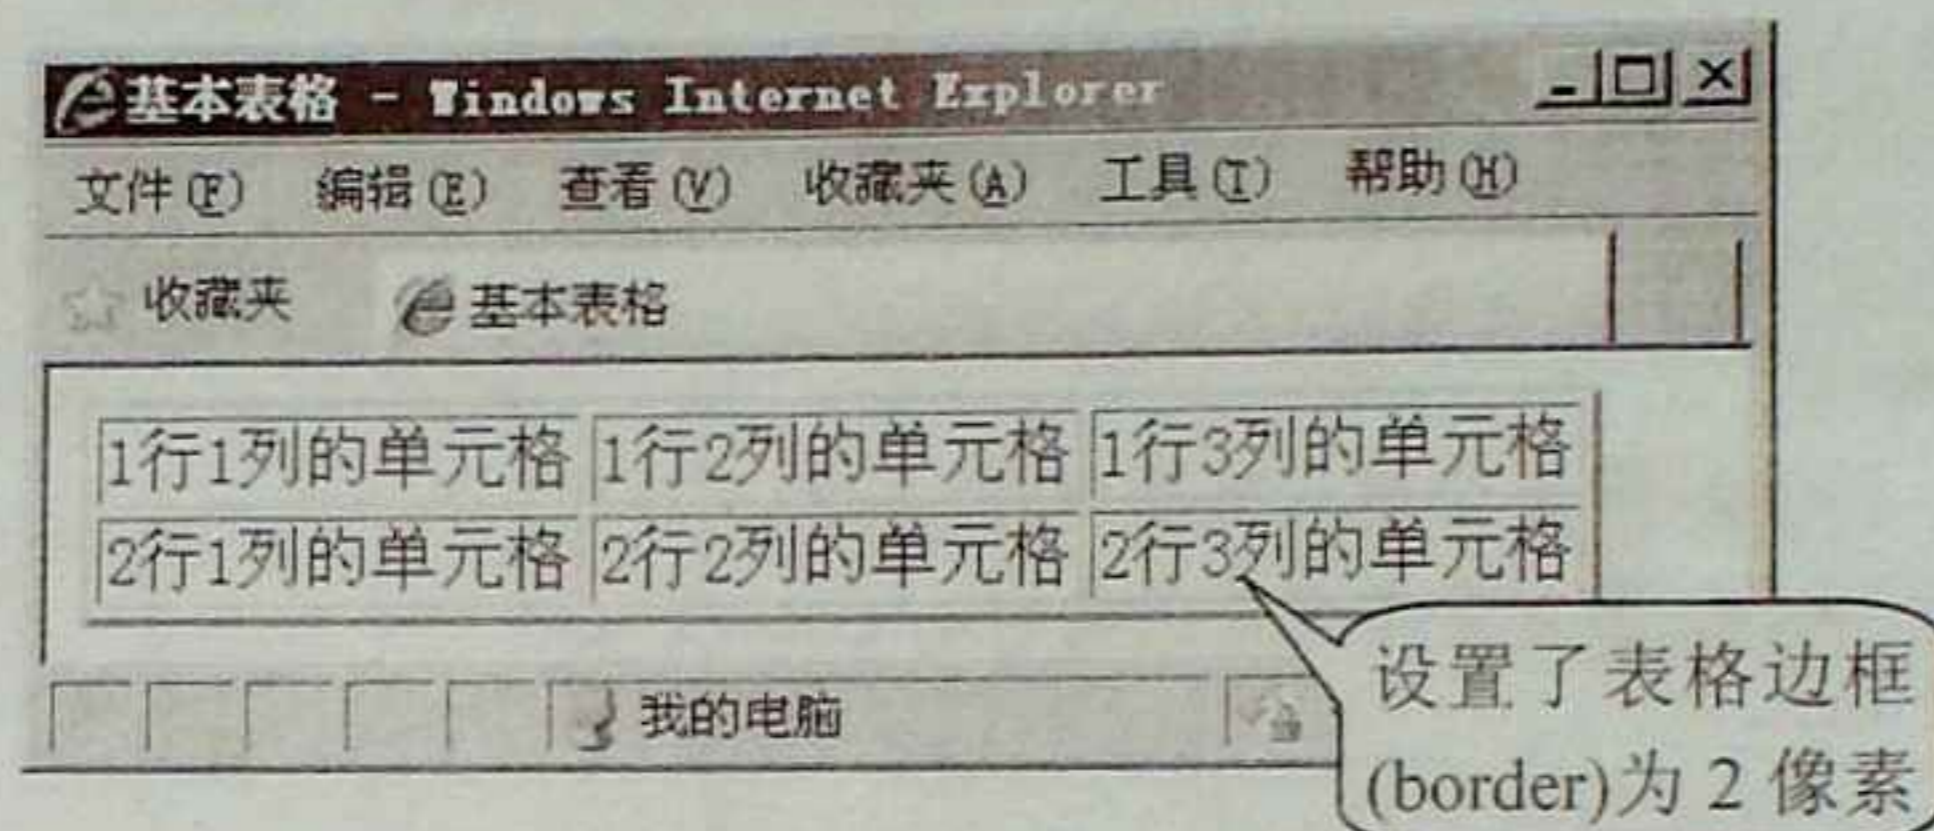 基本表格 - Windows Internet Explorer
文件(F) 编辑(E) 查看(V) 收藏夹(A) 工具(T) 帮助(H)
收藏夹 基本表格
1行1列的单元格 1行2列的单元格 1行3列的单元格
2行1列的单元格 2行2列的单元格 2行3列的单元格
设置了表格边框
(border)为 2 像素
我的电脑